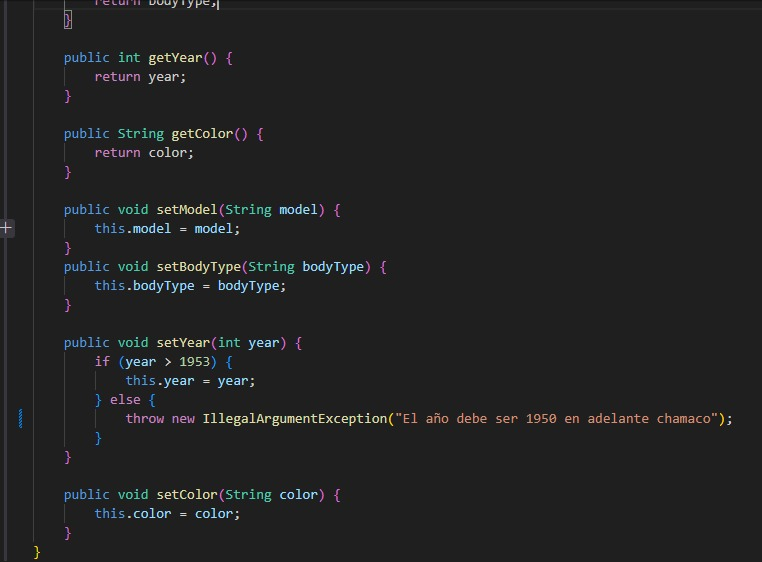 return bodyType;
}
public int getYear() {
return year;
}
public String getColor() {
return color;
}
public void setModel(String model) {
this.model = model;
}
public void setBodyType(String bodyType) {
this.bodyType = bodyType;
}
public void setYear(int year) {
if (year > 1953) {
this.year = year;
} else {
throw new IllegalArgumentException("El año debe ser 1950 en adelante chamaco");
}
}
public void setColor(String color) {
this.color = color;
}
}